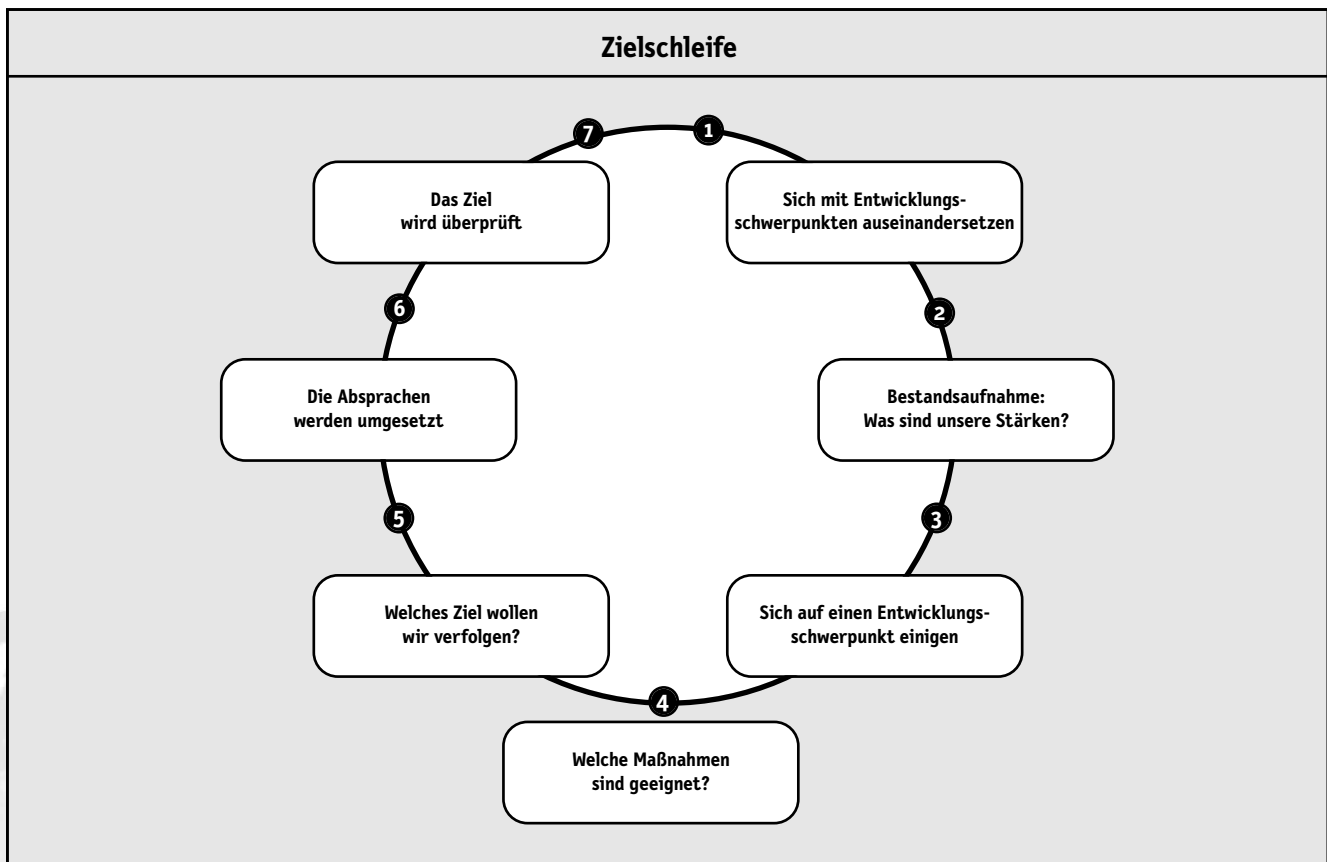 Zielschleife
1
Sich mit Entwicklungs-
schwerpunkten auseinandersetzen
2
Bestandsaufnahme:
Was sind unsere Stärken?
3
Sich auf einen Entwicklungs-
schwerpunkt einigen
4
Welche Maßnahmen
sind geeignet?
5
Welches Ziel wollen
wir verfolgen?
6
Die Absprachen
werden umgesetzt
7
Das Ziel
wird überprüft